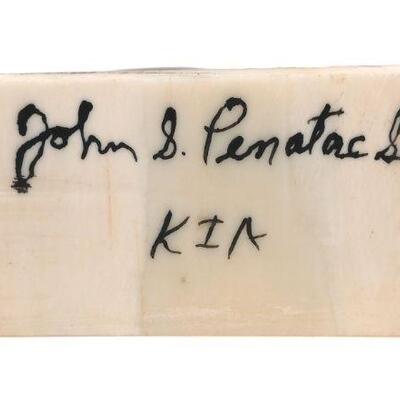 John S. Penatac S
KIA